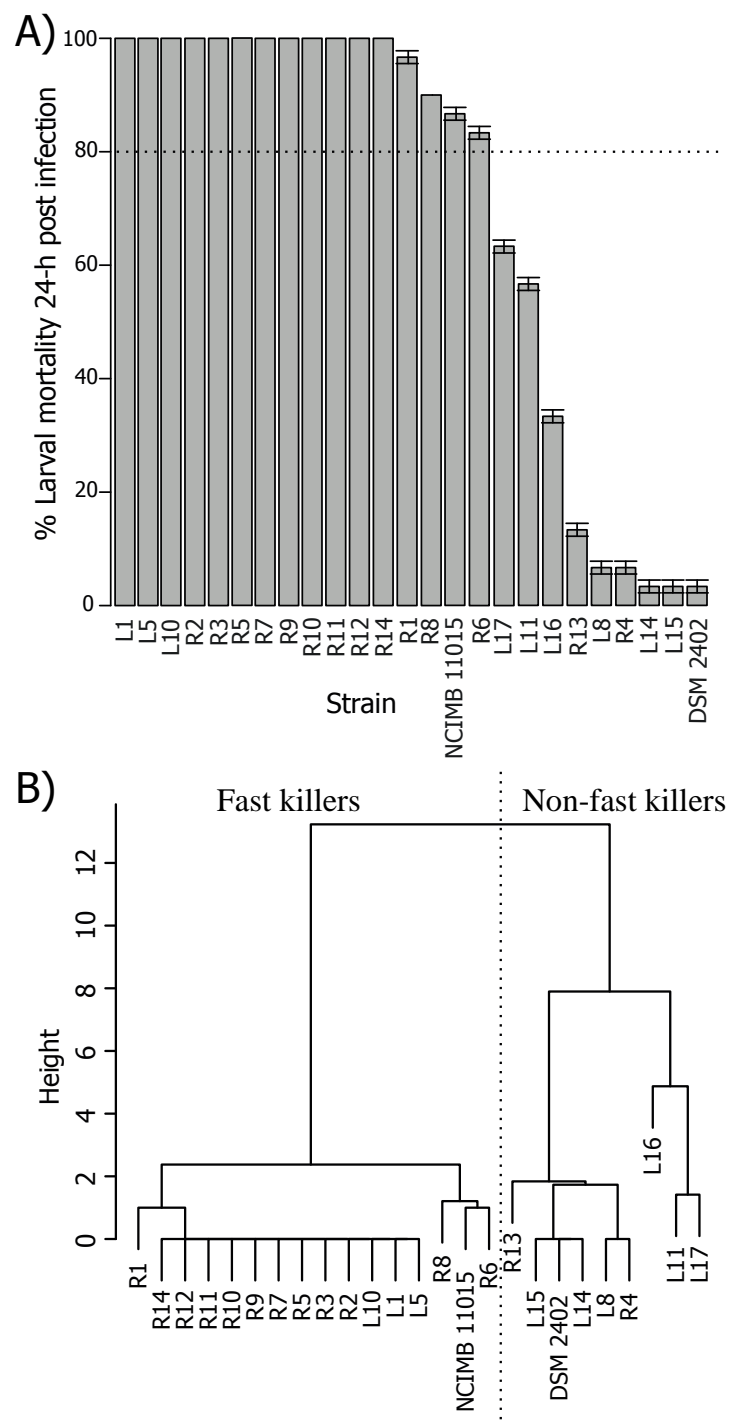 A)
% Larval mortality 24-h post infection
100
80
60
40
20
0
L1
L5
L10
R2
R3
R5
R7
R9
R10
R11
R12
R14
R1
R8
NCIMB 11015
R6
L17
L11
L16
R13
L8
R4
L14
L15
DSM 2402
Strain
B)
Fast killers
Non-fast killers
Height
12
10
8
6
4
2
0
R1
R14
R12
R11
R10
R9
R7
R5
R3
R2
L10
L1
L5
R8
NCIMB 11015
R6
R13
L15
DSM 2402
L14
L8
R4
L16
L11
L17